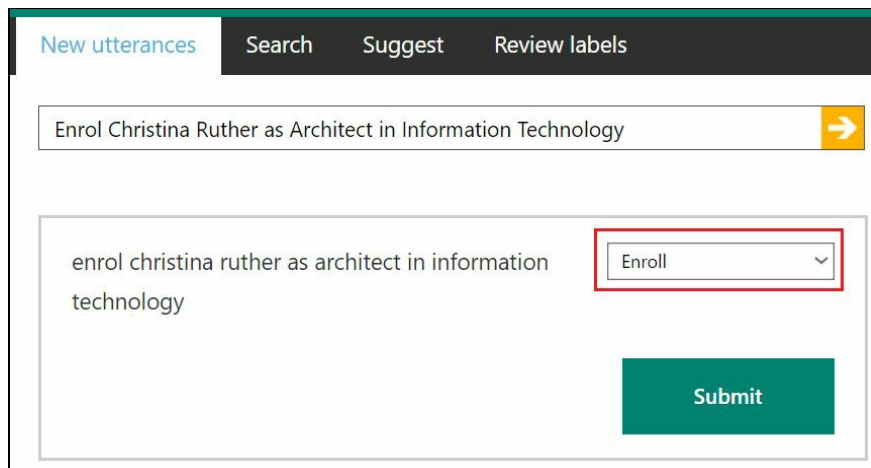 New utterances Search Suggest Review labels
Enrol Christina Ruther as Architect in Information Technology
enrol christina ruther as architect in information
technology
Enroll
Submit